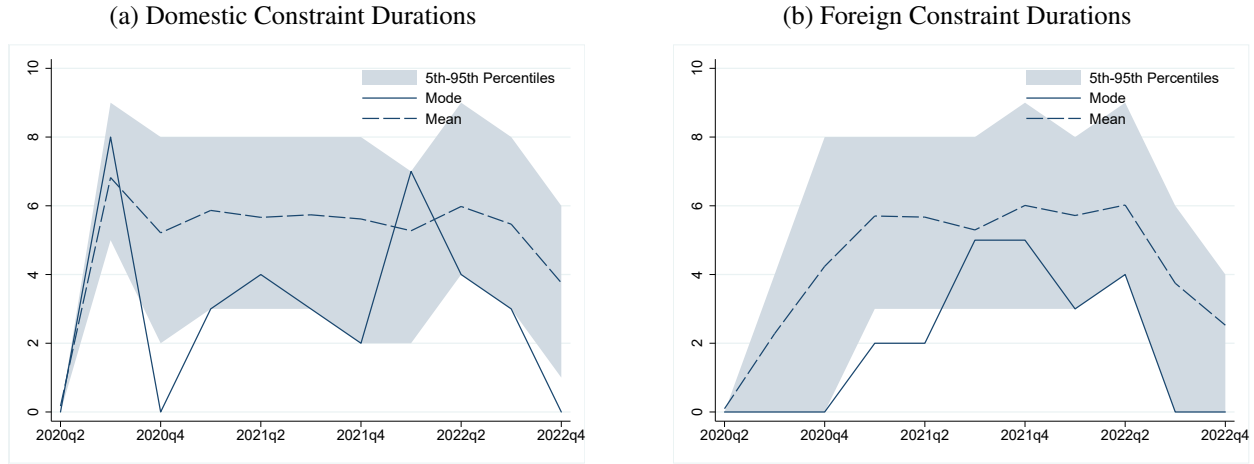 (a) Domestic Constraint Durations
10
8
6
4
2
0
5th-95th Percentiles
Mode
Mean
2020q2 2020q4 2021q2 2021q4 2022q2 2022q4
(b) Foreign Constraint Durations
10
8
6
4
2
0
5th-95th Percentiles
Mode
Mean
2020q2 2020q4 2021q2 2021q4 2022q2 2022q4